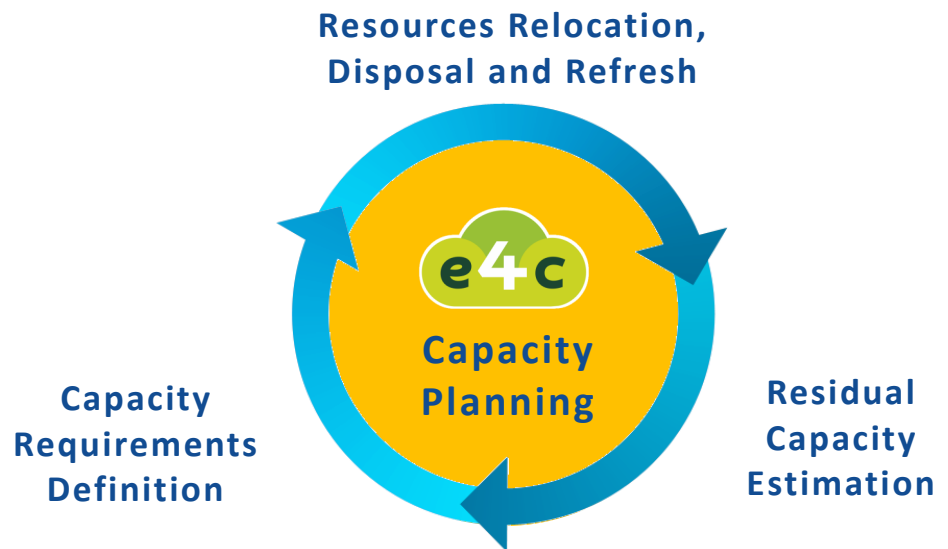 Resources Relocation,
Disposal and Refresh
e4c
Capacity
Planning
Capacity
Requirements
Definition
Residual
Capacity
Estimation